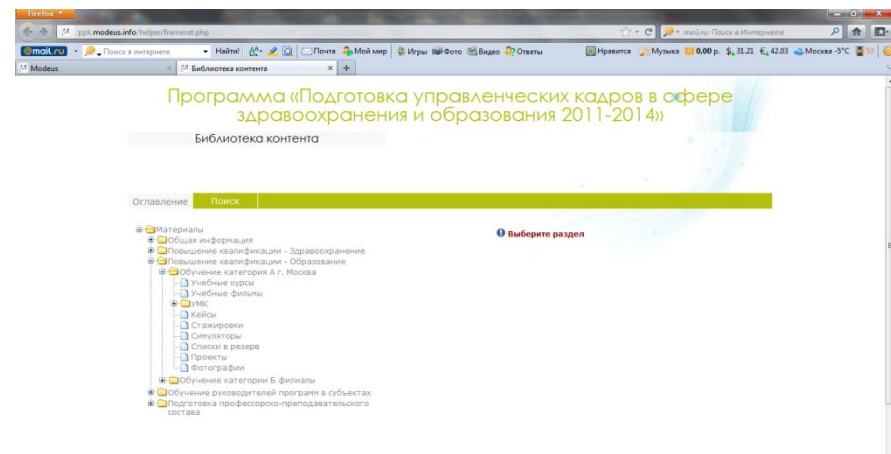 Firefox
ppk.modeus.info/helper/frameset.php
mail.ru: Поиск в Интернете
@mail.ru Поиск в интернете Найти! Почта Мой мир Игры Фото Видео Ответы Нравится Музыка 0,00 р. $ 31.21 € 42.03 Москва -5°C 53
Modeus Библиотека контента
Программа «Подготовка управленческих кадров в сфере
здравоохранения и образования 2011-2014»
Библиотека контента
Оглавление Поиск
Материалы
Выберите раздел
Общая информация
Повышение квалификации - Здравоохранение
Повышение квалификации - Образование
Обучение категория А г. Москва
Учебные курсы
Учебные фильмы
УМК
Кейсы
Стажировки
Симуляторы
Списки в резерв
Проекты
Фотографии
Обучение категории Б филиалы
Обучение руководителей программ в субъектах
Подготовка профессорско-преподавательского
состава